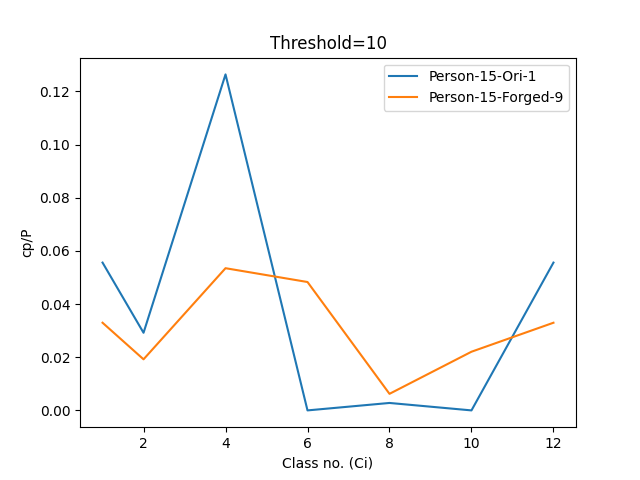 Threshold=10
Person-15-Ori-1
Person-15-Forged-9
cp/P
0.12
0.10
0.08
0.06
0.04
0.02
0.00
2 4 6 8 10 12
Class no. (Ci)